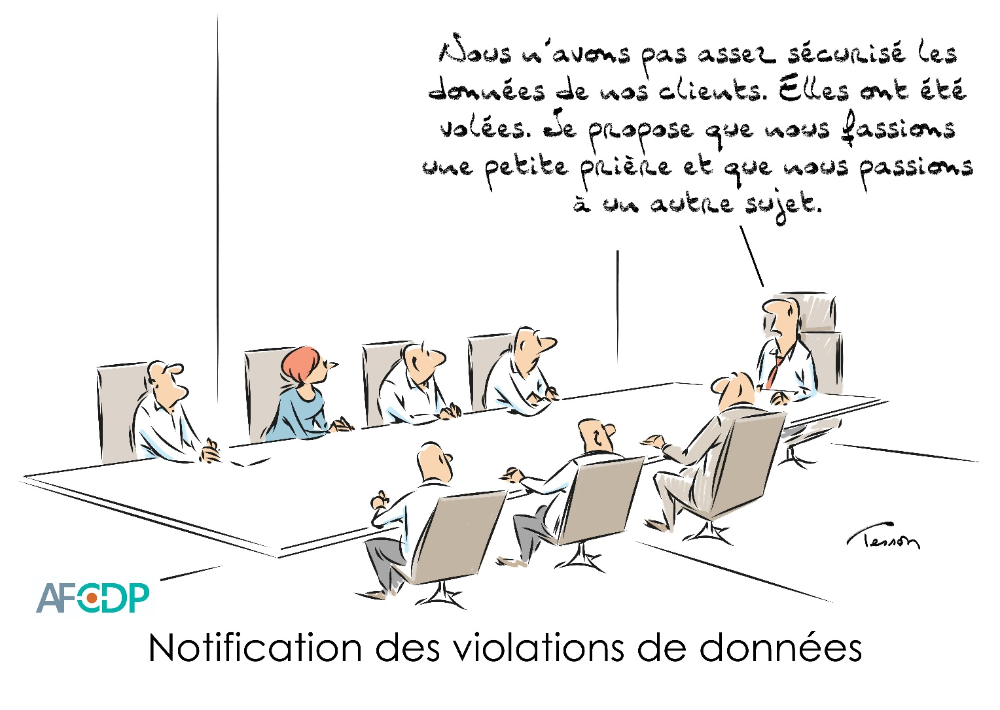 Nous n'avons pas assez sécurisé les
données de nos clients. Elles ont été
volées. Je propose que nous fassions
une petite prière et que nous passions
à un autre sujet.
Tesson
AFCDP
Notification des violations de données